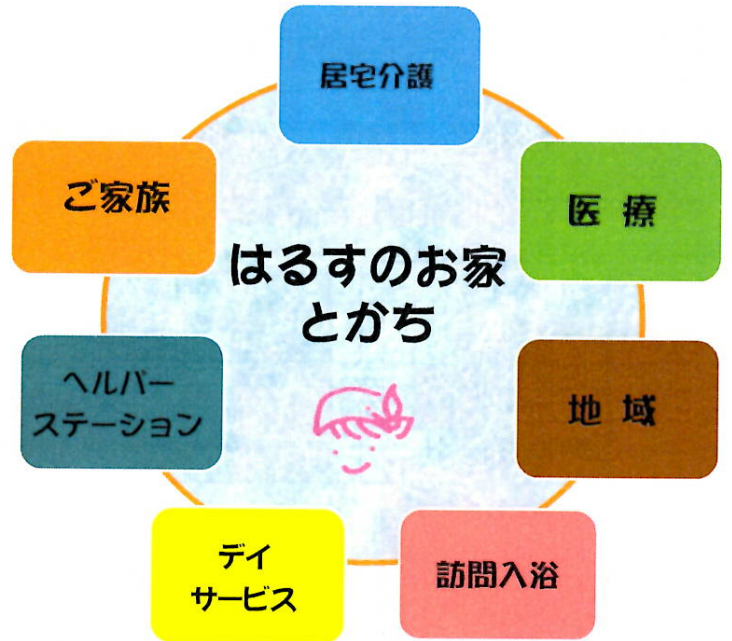 居宅介護
ご家族
医療
はるすのお家
とかち
ヘルパー
ステーション
地域
デイ
サービス
訪問入浴